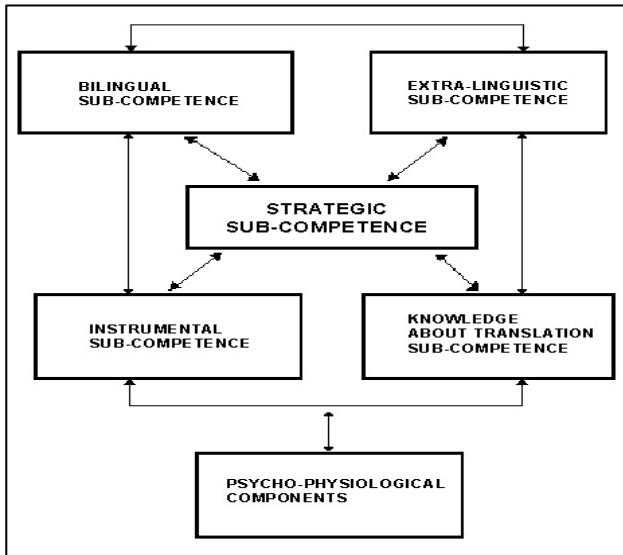 BILINGUAL
SUB-COMPETENCE
EXTRA-LINGUISTIC
SUB-COMPETENCE
STRATEGIC
SUB-COMPETENCE
INSTRUMENTAL
SUB-COMPETENCE
KNOWLEDGE
ABOUT TRANSLATION
SUB-COMPETENCE
PSYCHO-PHYSIOLOGICAL
COMPONENTS